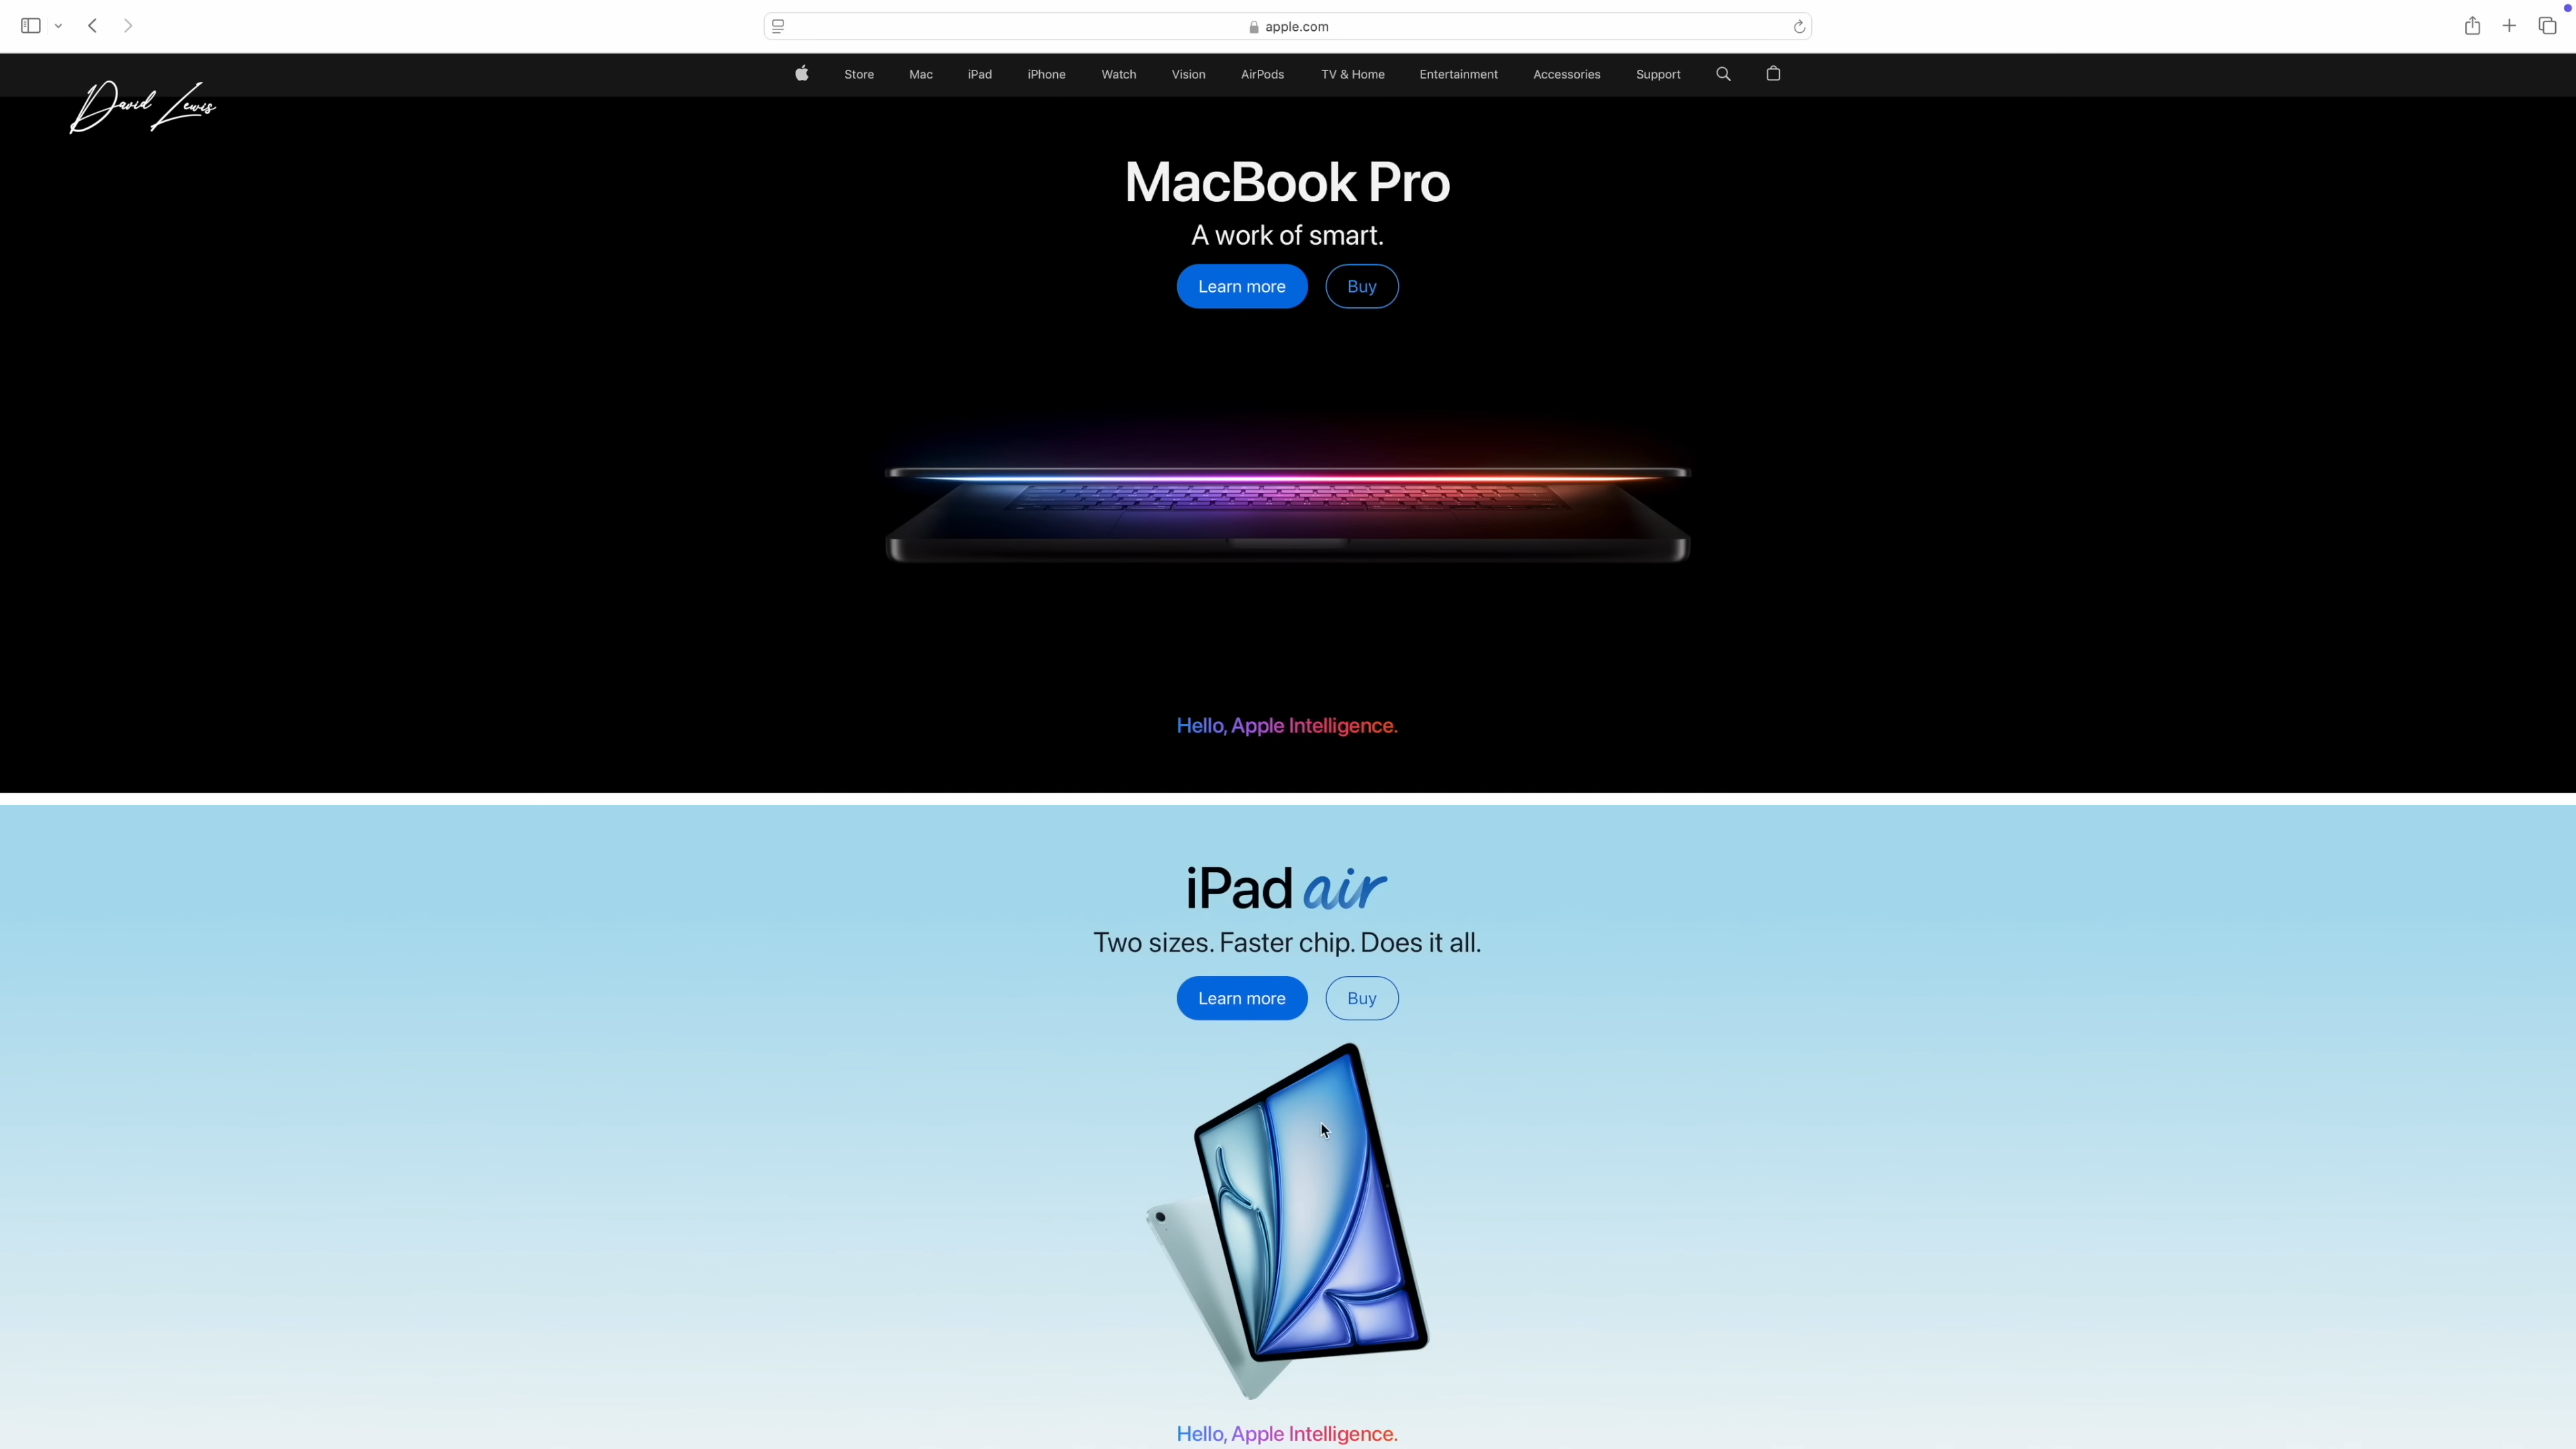 apple.com
Store Mac iPad iPhone Watch Vision AirPods TV & Home Entertainment Accessories Support
David Lewis
MacBook Pro
A work of smart.
Learn more Buy
Hello, Apple Intelligence.
iPad air
Two sizes. Faster chip. Does it all.
Learn more Buy
Hello, Apple Intelligence.